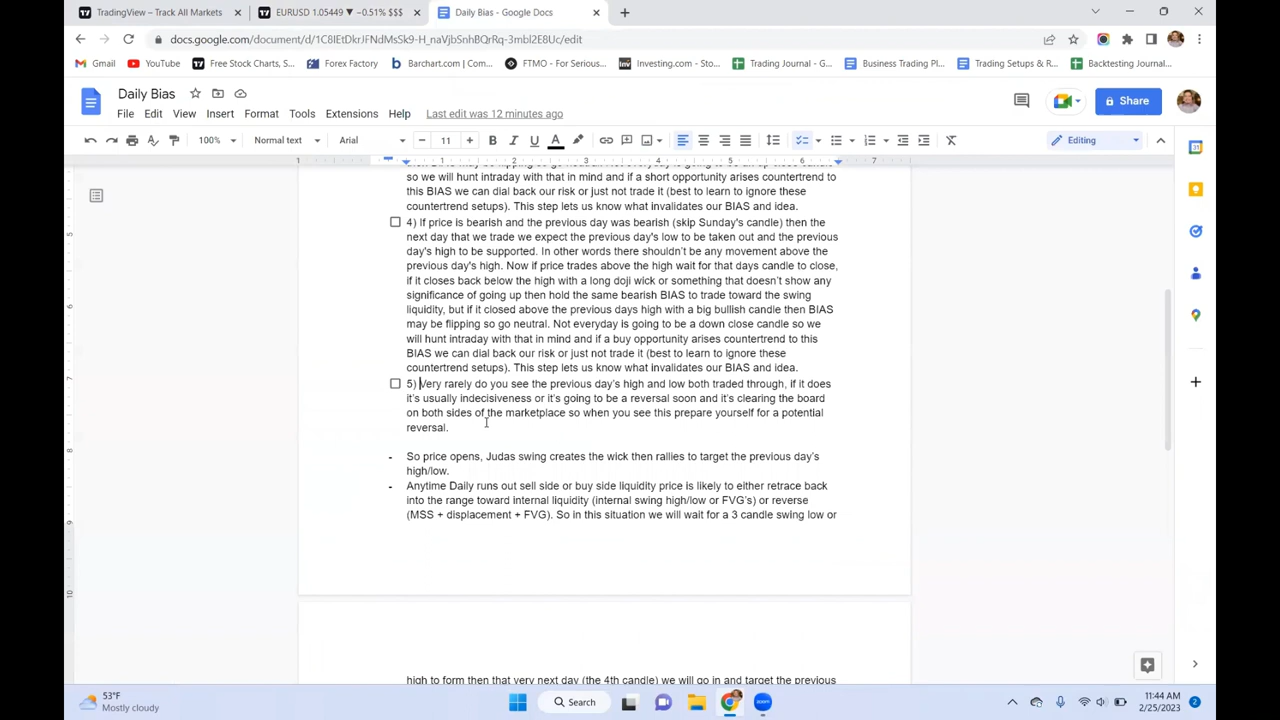 TradingView – Track All Markets
EURUSD 1.05449 ▼ −0.51% $$$
Daily Bias - Google Docs
docs.google.com/document/d/1C8IEtDkrJFNdMsSk9-H_naVjbSnhBQrRq-3mbl2E8Uc/edit
Gmail
YouTube
Free Stock Charts, S...
Forex Factory
Barchart.com | Com...
FTMO - For Serious...
Investing.com - Sto...
Trading Journal - G...
Business Trading Pl...
Trading Setups & R...
Backtesting Journal...
Daily Bias
File Edit View Insert Format Tools Extensions Help Last edit was 12 minutes ago
Share
100% Normal text Arial 11 Editing
1 1 2 3 4 5 6 7
so we will hunt intraday with that in mind and if a short opportunity arises countertrend to
this BIAS we can dial back our risk or just not trade it (best to learn to ignore these
countertrend setups). This step lets us know what invalidates our BIAS and idea.
4) If price is bearish and the previous day was bearish (skip Sunday's candle) then the
next day that we trade we expect the previous day's low to be taken out and the previous
day's high to be supported. In other words there shouldn't be any movement above the
previous day's high. Now if price trades above the high wait for that days candle to close,
if it closes back below the high with a long doji wick or something that doesn't show any
significance of going up then hold the same bearish BIAS to trade toward the swing
liquidity, but if it closed above the previous days high with a big bullish candle then BIAS
may be flipping so go neutral. Not everyday is going to be a down close candle so we
will hunt intraday with that in mind and if a buy opportunity arises countertrend to this
BIAS we can dial back our risk or just not trade it (best to learn to ignore these
countertrend setups). This step lets us know what invalidates our BIAS and idea.
5) Very rarely do you see the previous day's high and low both traded through, if it does
it's usually indecisiveness or it's going to be a reversal soon and it's clearing the board
on both sides of the marketplace so when you see this prepare yourself for a potential
reversal.
- So price opens, Judas swing creates the wick then rallies to target the previous day's
high/low.
- Anytime Daily runs out sell side or buy side liquidity price is likely to either retrace back
into the range toward internal liquidity (internal swing high/low or FVG's) or reverse
(MSS + displacement + FVG). So in this situation we will wait for a 3 candle swing low or
high to form then that very next day (the 4th candle) we will go in and target the previous
53°F
Mostly cloudy
Search
11:44 AM
2/25/2023